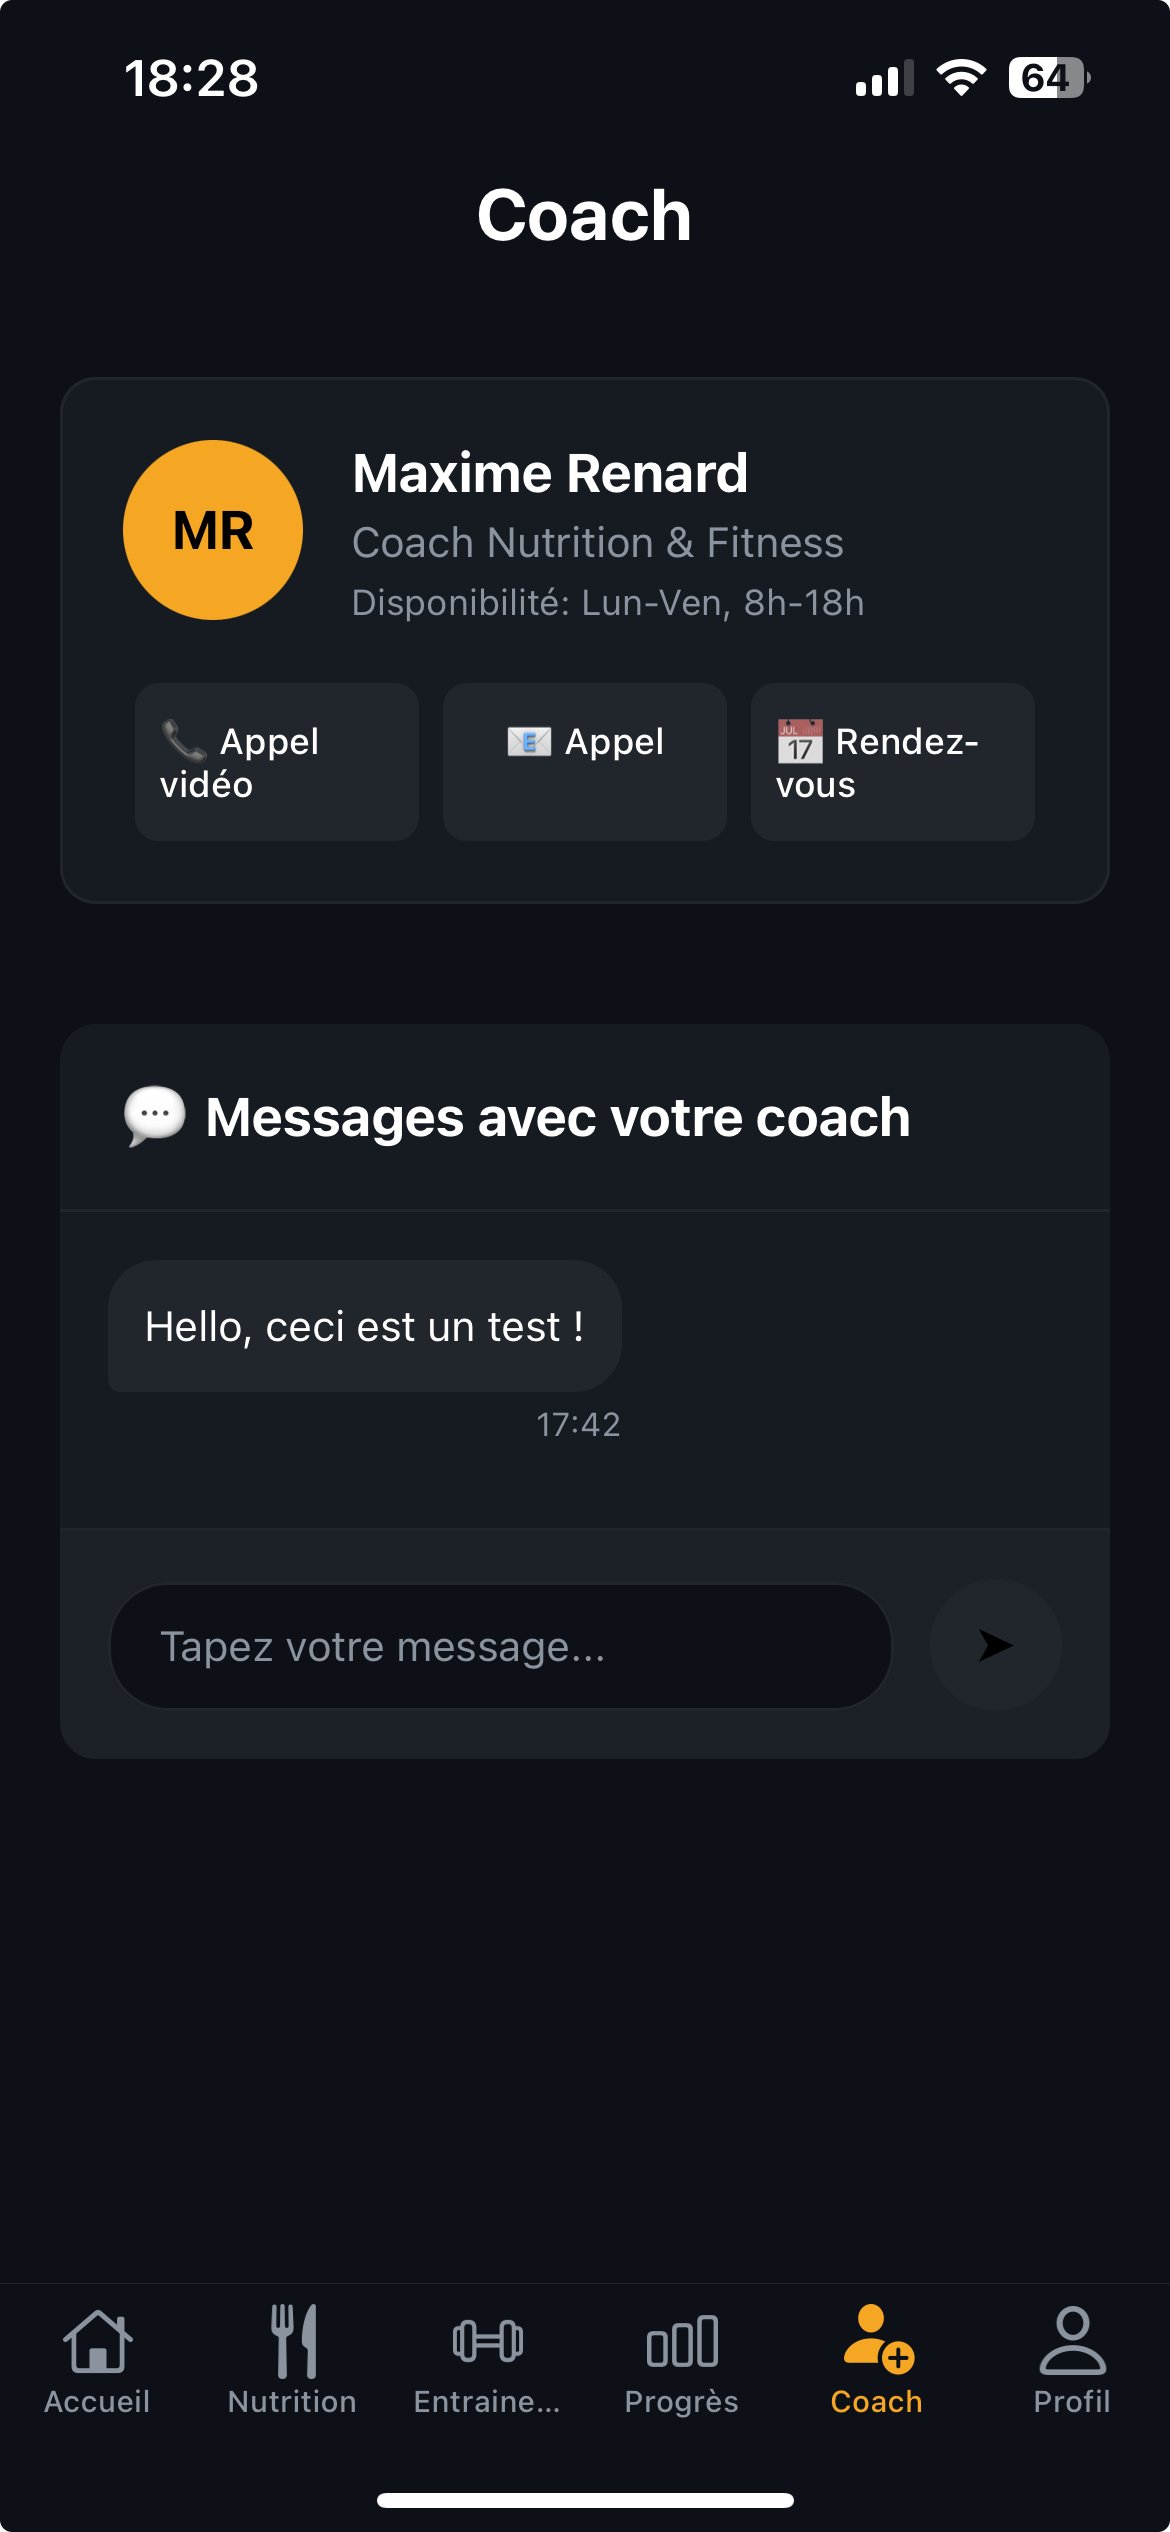 18:28
64
Coach
MR
Maxime Renard
Coach Nutrition & Fitness
Disponibilité: Lun-Ven, 8h-18h
📞 Appel
vidéo
📧 Appel
📅 Rendez-
vous
💬 Messages avec votre coach
Hello, ceci est un test !
17:42
Tapez votre message...
➤
Accueil
Nutrition
Entraine...
Progrès
Coach
Profil